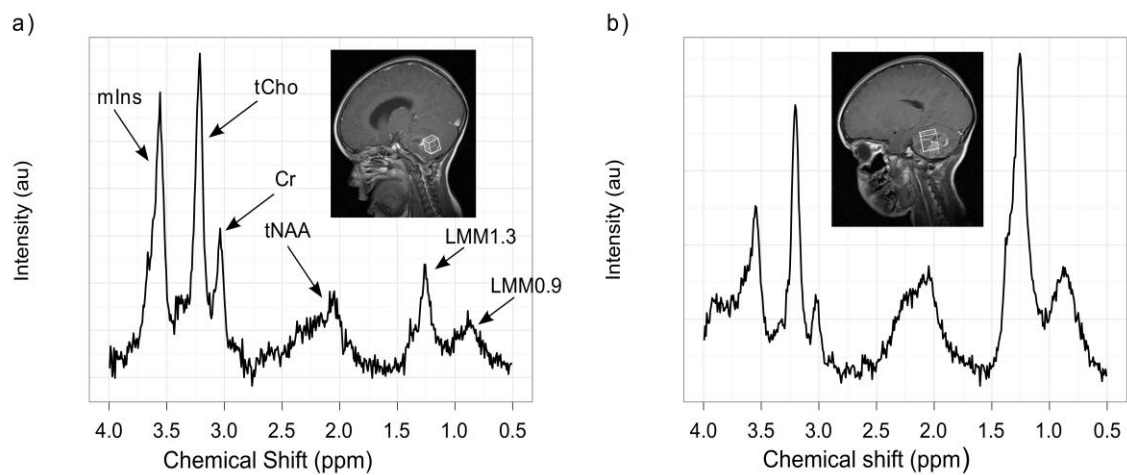 a)
mIns
tCho
Cr
tNAA
LMM1.3
LMM0.9
Intensity (au)
4.0 3.5 3.0 2.5 2.0 1.5 1.0 0.5
Chemical Shift (ppm)
b)
Intensity (au)
4.0 3.5 3.0 2.5 2.0 1.5 1.0 0.5
Chemical shift (ppm)